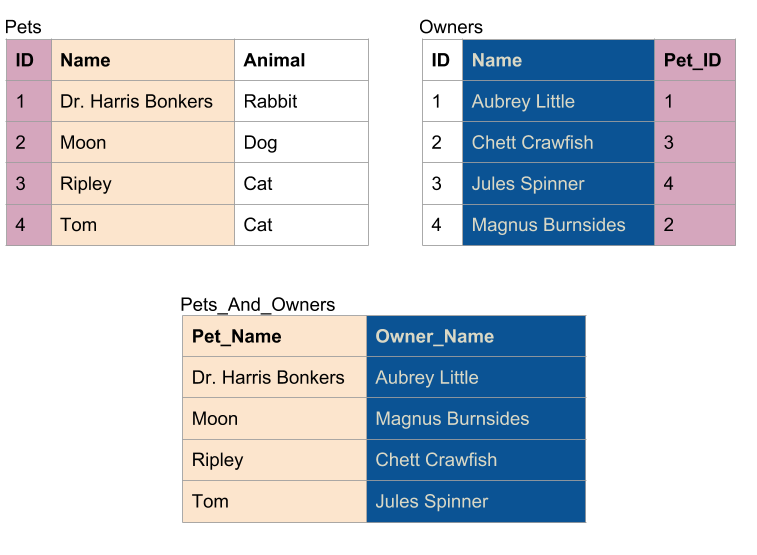 Pets
ID Name Animal
1 Dr. Harris Bonkers Rabbit
2 Moon Dog
3 Ripley Cat
4 Tom Cat
Owners
ID Name Pet_ID
1 Aubrey Little 1
2 Chett Crawfish 3
3 Jules Spinner 4
4 Magnus Burnsides 2
Pets_And_Owners
Pet_Name Owner_Name
Dr. Harris Bonkers Aubrey Little
Moon Magnus Burnsides
Ripley Chett Crawfish
Tom Jules Spinner